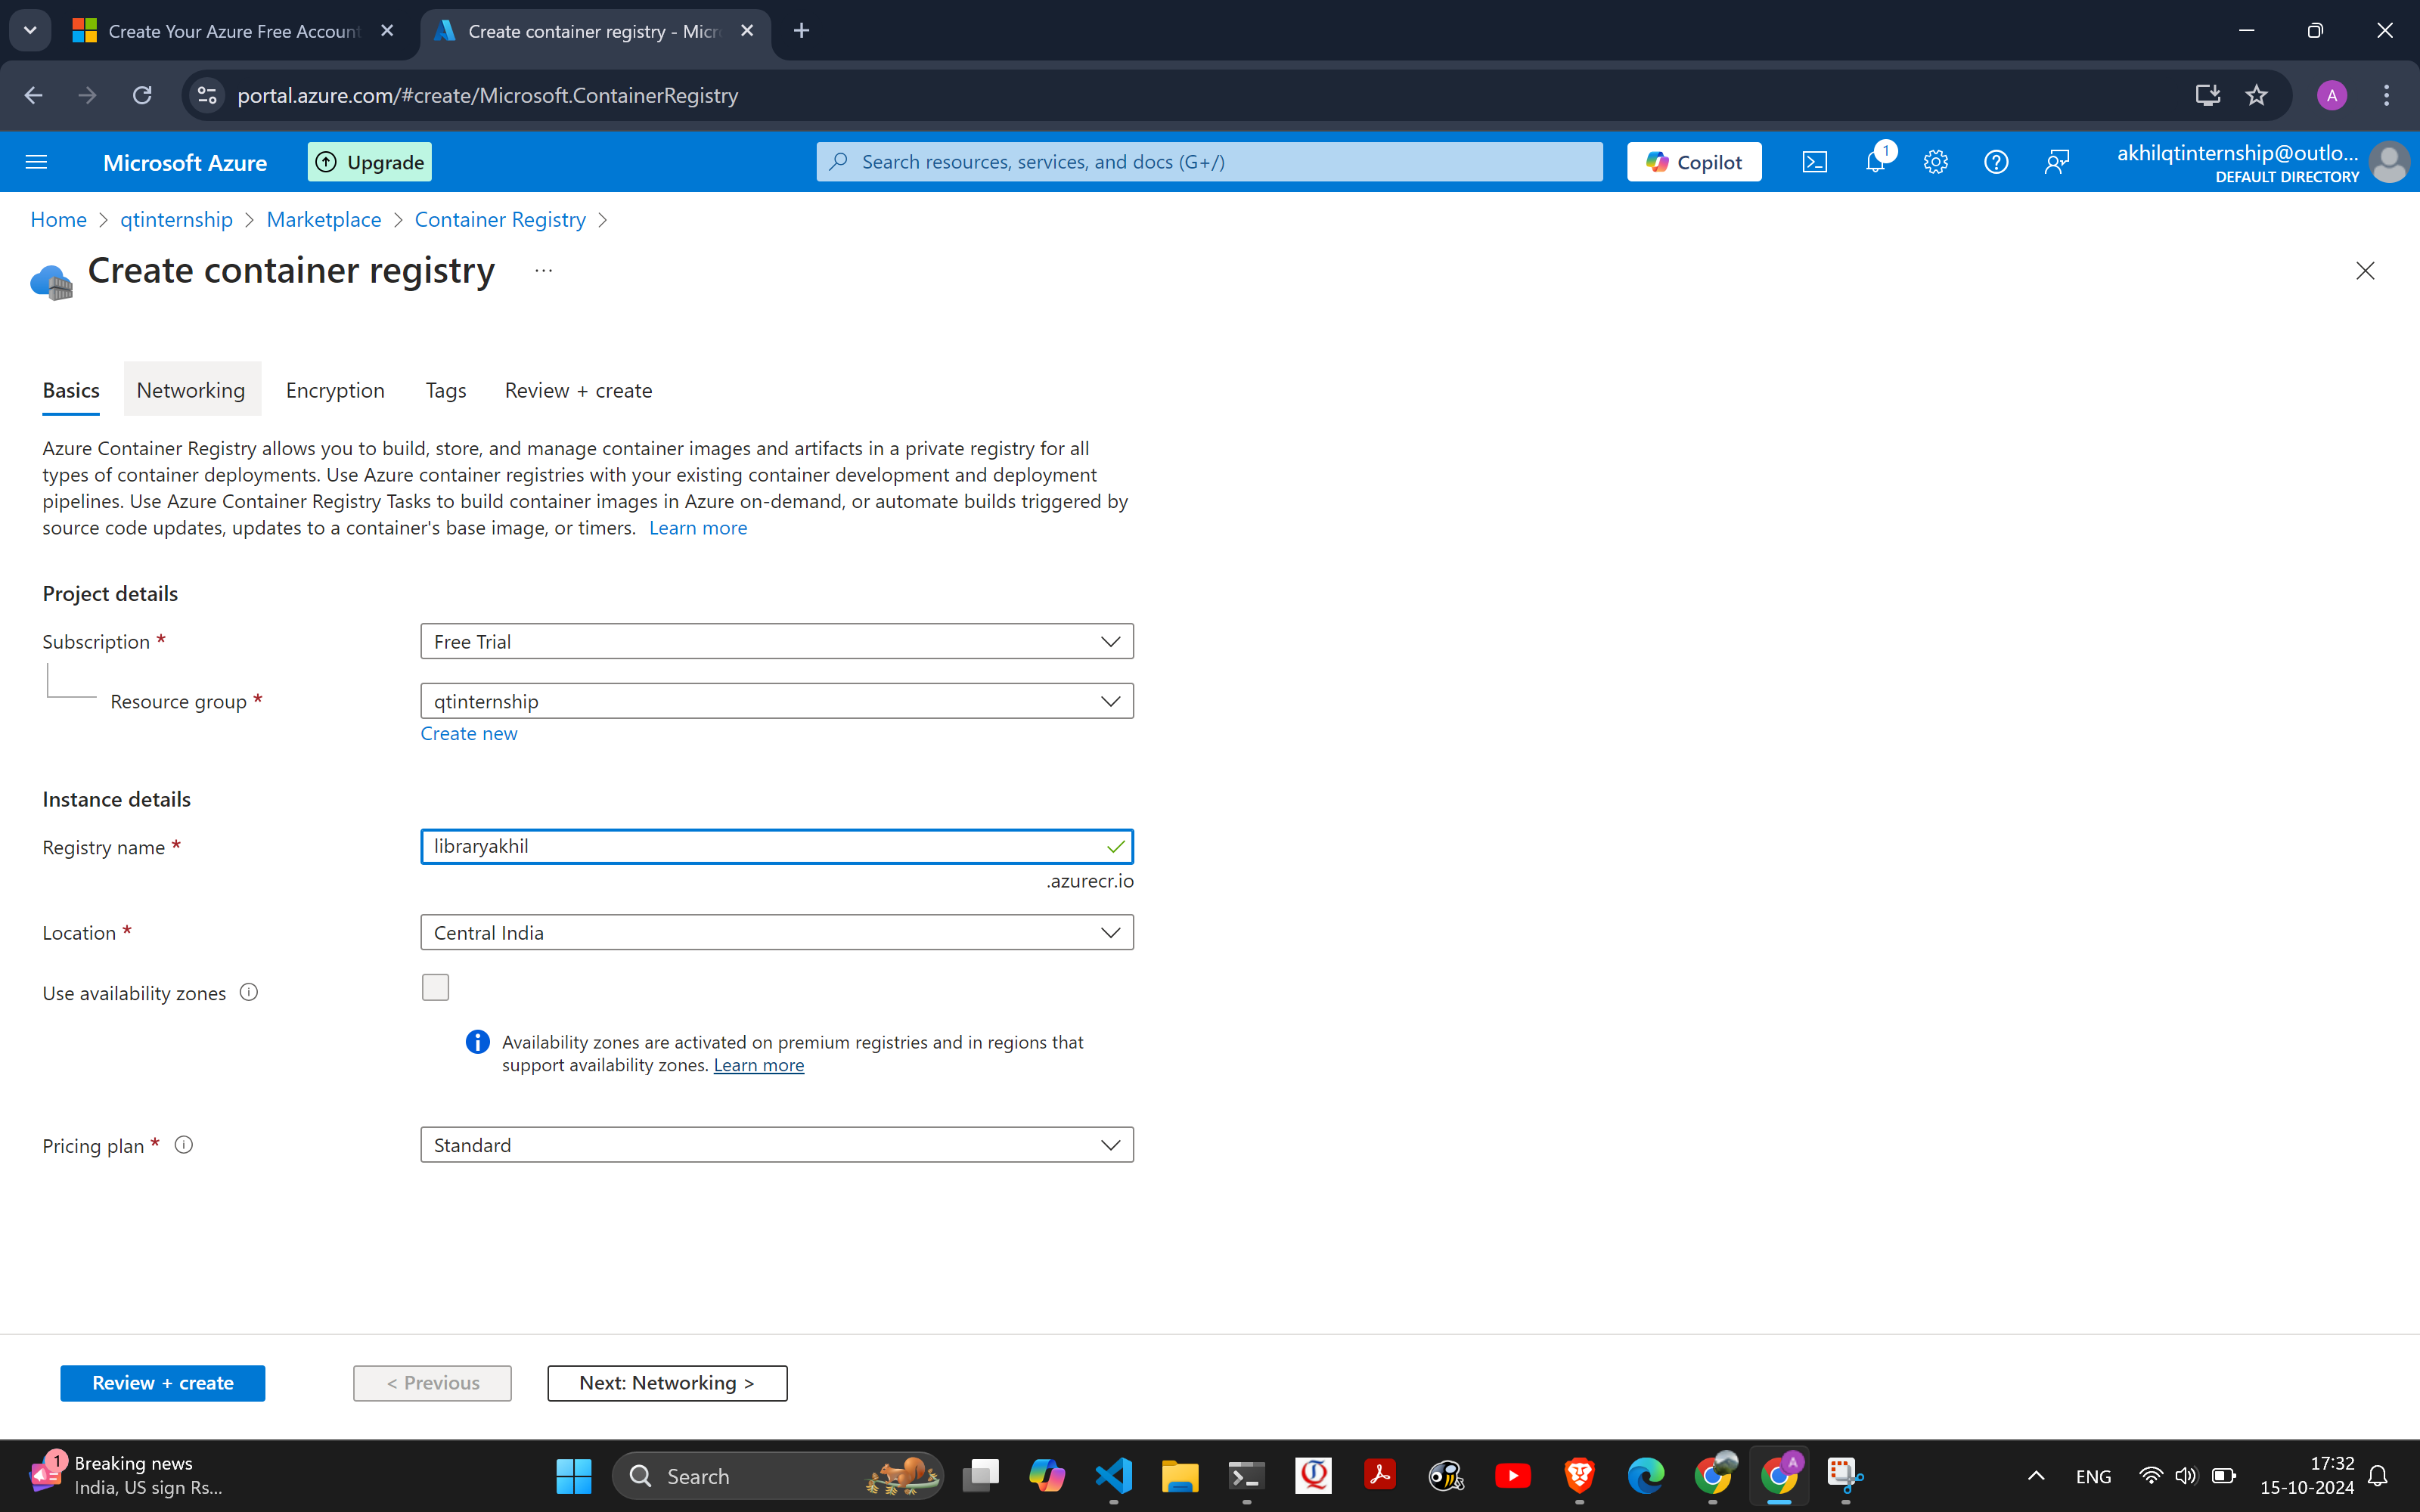 Create Your Azure Free Account
Create container registry - Micr
portal.azure.com/#create/Microsoft.ContainerRegistry
A
Microsoft Azure
Upgrade
Search resources, services, and docs (G+/)
Copilot
1
akhilqtinternship@outlo...
DEFAULT DIRECTORY
Home > qtinternship > Marketplace > Container Registry >
Create container registry ...
Basics
Networking
Encryption
Tags
Review + create
Azure Container Registry allows you to build, store, and manage container images and artifacts in a private registry for all
types of container deployments. Use Azure container registries with your existing container development and deployment
pipelines. Use Azure Container Registry Tasks to build container images in Azure on-demand, or automate builds triggered by
source code updates, updates to a container's base image, or timers. Learn more
Project details
Subscription *
Free Trial
Resource group *
qtinternship
Create new
Instance details
Registry name *
libraryakhil
.azurecr.io
Location *
Central India
Use availability zones
Availability zones are activated on premium registries and in regions that
support availability zones. Learn more
Pricing plan *
Standard
Review + create
< Previous
Next: Networking >
1
Breaking news
India, US sign Rs...
Search
A
ENG
17:32
15-10-2024